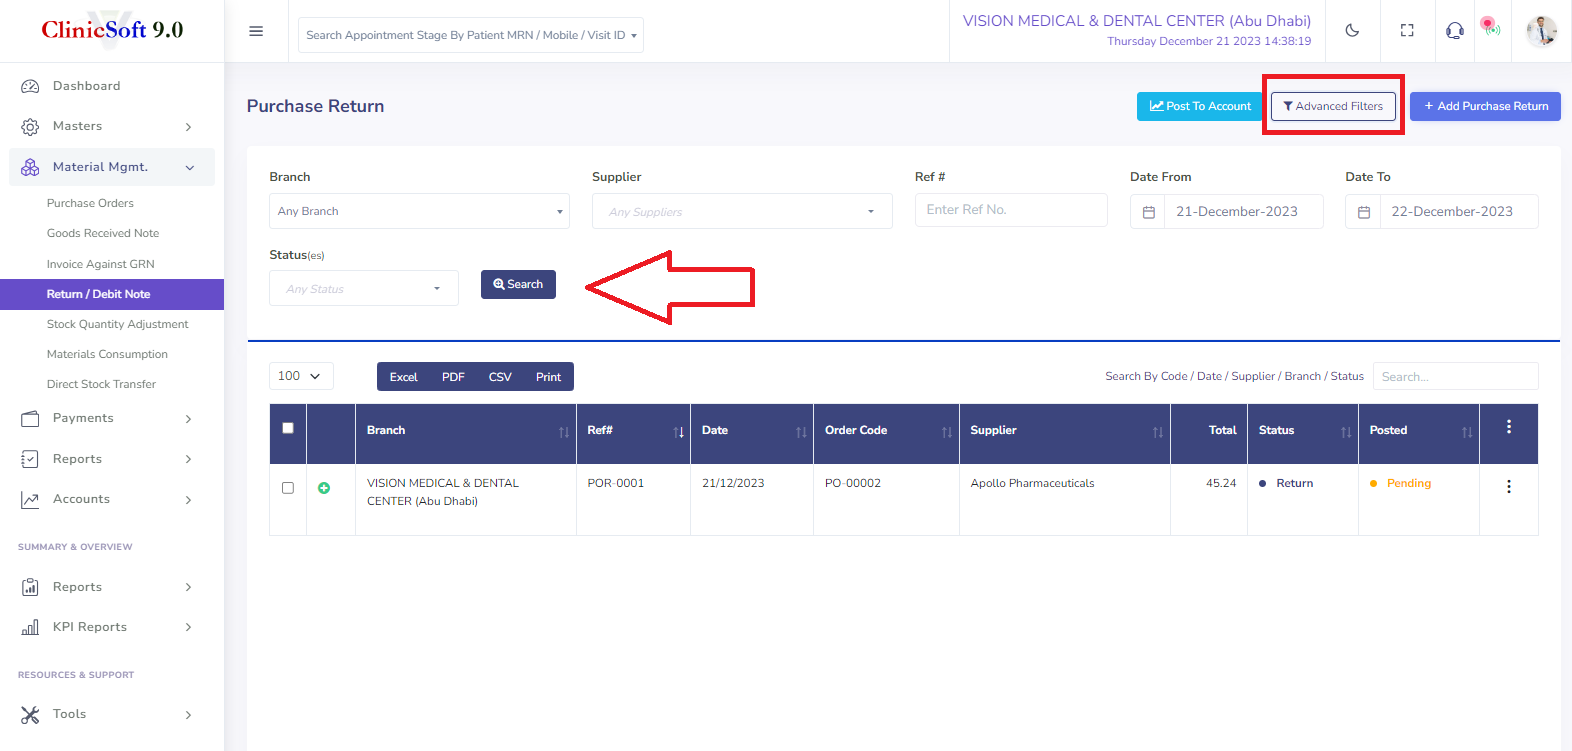 ClinicSoft 9.0
Search Appointment Stage By Patient MRN / Mobile / Visit ID
VISION MEDICAL & DENTAL CENTER (Abu Dhabi)
Thursday December 21 2023 14:38:19
Dashboard
Masters
Material Mgmt.
Purchase Orders
Goods Received Note
Invoice Against GRN
Return / Debit Note
Stock Quantity Adjustment
Materials Consumption
Direct Stock Transfer
Payments
Reports
Accounts
SUMMARY & OVERVIEW
Reports
KPI Reports
RESOURCES & SUPPORT
Tools
Purchase Return
Post To Account
Advanced Filters
+ Add Purchase Return
Branch
Any Branch
Supplier
Any Suppliers
Ref #
Enter Ref No.
Date From
21-December-2023
Date To
22-December-2023
Status(es)
Any Status
Search
100
Excel PDF CSV Print
Search By Code / Date / Supplier / Branch / Status
Search...
Branch Ref# Date Order Code Supplier Total Status Posted
VISION MEDICAL & DENTAL POR-0001 21/12/2023 PO-00002 Apollo Pharmaceuticals 45.24 Return Pending
CENTER (Abu Dhabi)